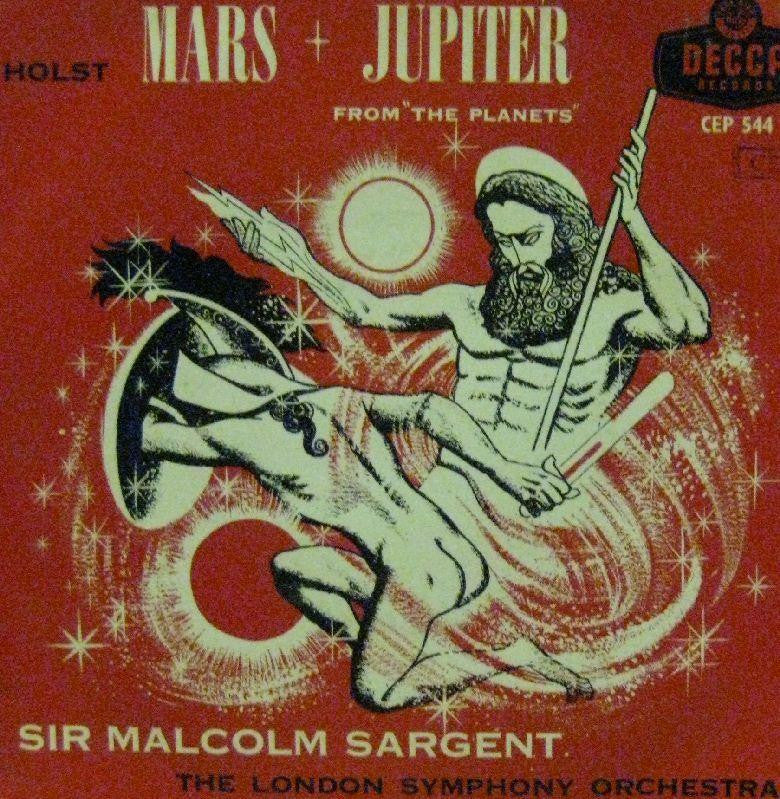 HOLST MARS + JUPITER
FROM "THE PLANETS"
DECCA
RECORDS
CEP 544
SIR MALCOLM SARGENT
THE LONDON SYMPHONY ORCHESTRA